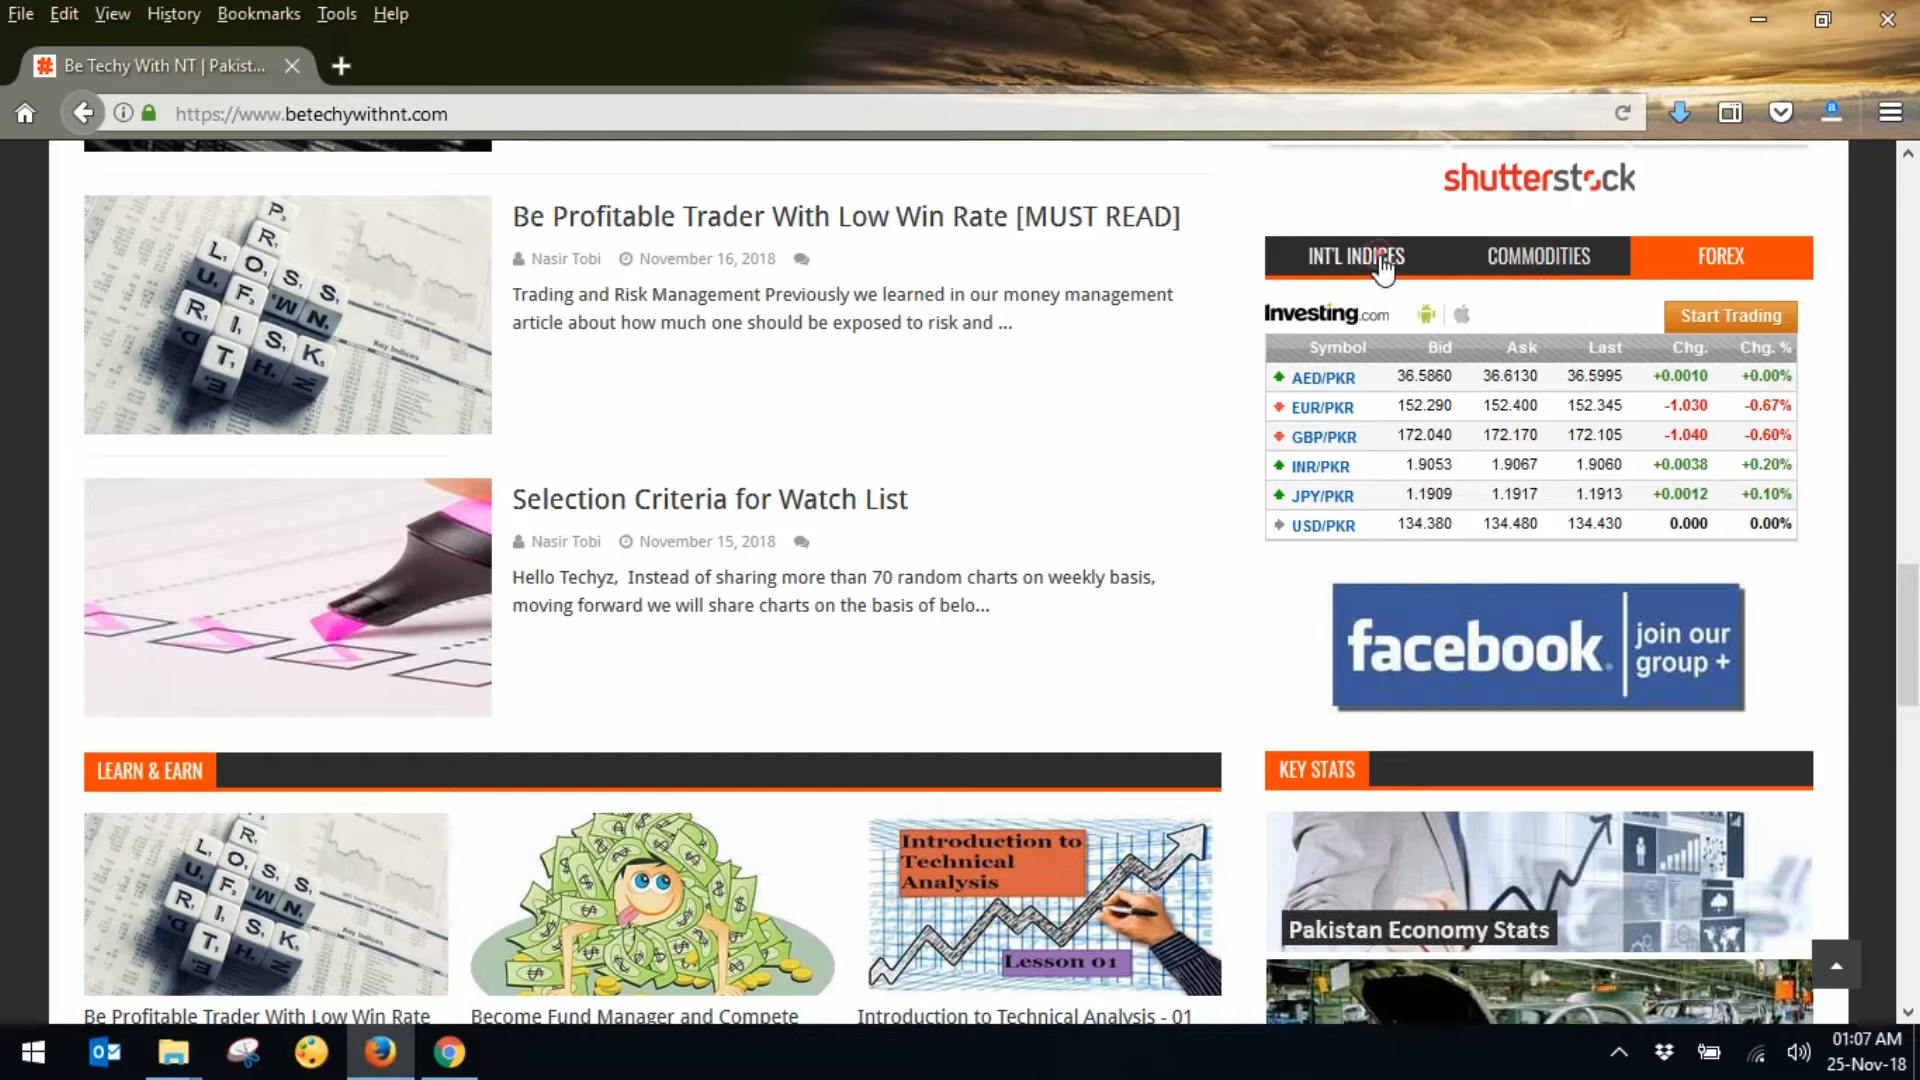 File Edit View History Bookmarks Tools Help
Be Techy With NT | Pakist...
https://www.betechywithnt.com
shutterstock
Be Profitable Trader With Low Win Rate [MUST READ]
Nasir Tobi November 16, 2018
Trading and Risk Management Previously we learned in our money management
article about how much one should be exposed to risk and ...
INT'L INDICES COMMODITIES FOREX
Investing.com Start Trading
Symbol Bid Ask Last Chg. Chg. %
AED/PKR 36.5860 36.6130 36.5995 +0.0010 +0.00%
EUR/PKR 152.290 152.400 152.345 -1.030 -0.67%
GBP/PKR 172.040 172.170 172.105 -1.040 -0.60%
INR/PKR 1.9053 1.9067 1.9060 +0.0038 +0.20%
JPY/PKR 1.1909 1.1917 1.1913 +0.0012 +0.10%
USD/PKR 134.380 134.480 134.430 0.000 0.00%
Selection Criteria for Watch List
Nasir Tobi November 15, 2018
Hello Techyz, Instead of sharing more than 70 random charts on weekly basis,
moving forward we will share charts on the basis of belo...
facebook. join our
group +
LEARN & EARN
KEY STATS
Introduction to
Technical
Analysis
Lesson 01
Pakistan Economy Stats
Be Profitable Trader With Low Win Rate
Become Fund Manager and Compete
Introduction to Technical Analysis - 01
01:07 AM
25-Nov-18